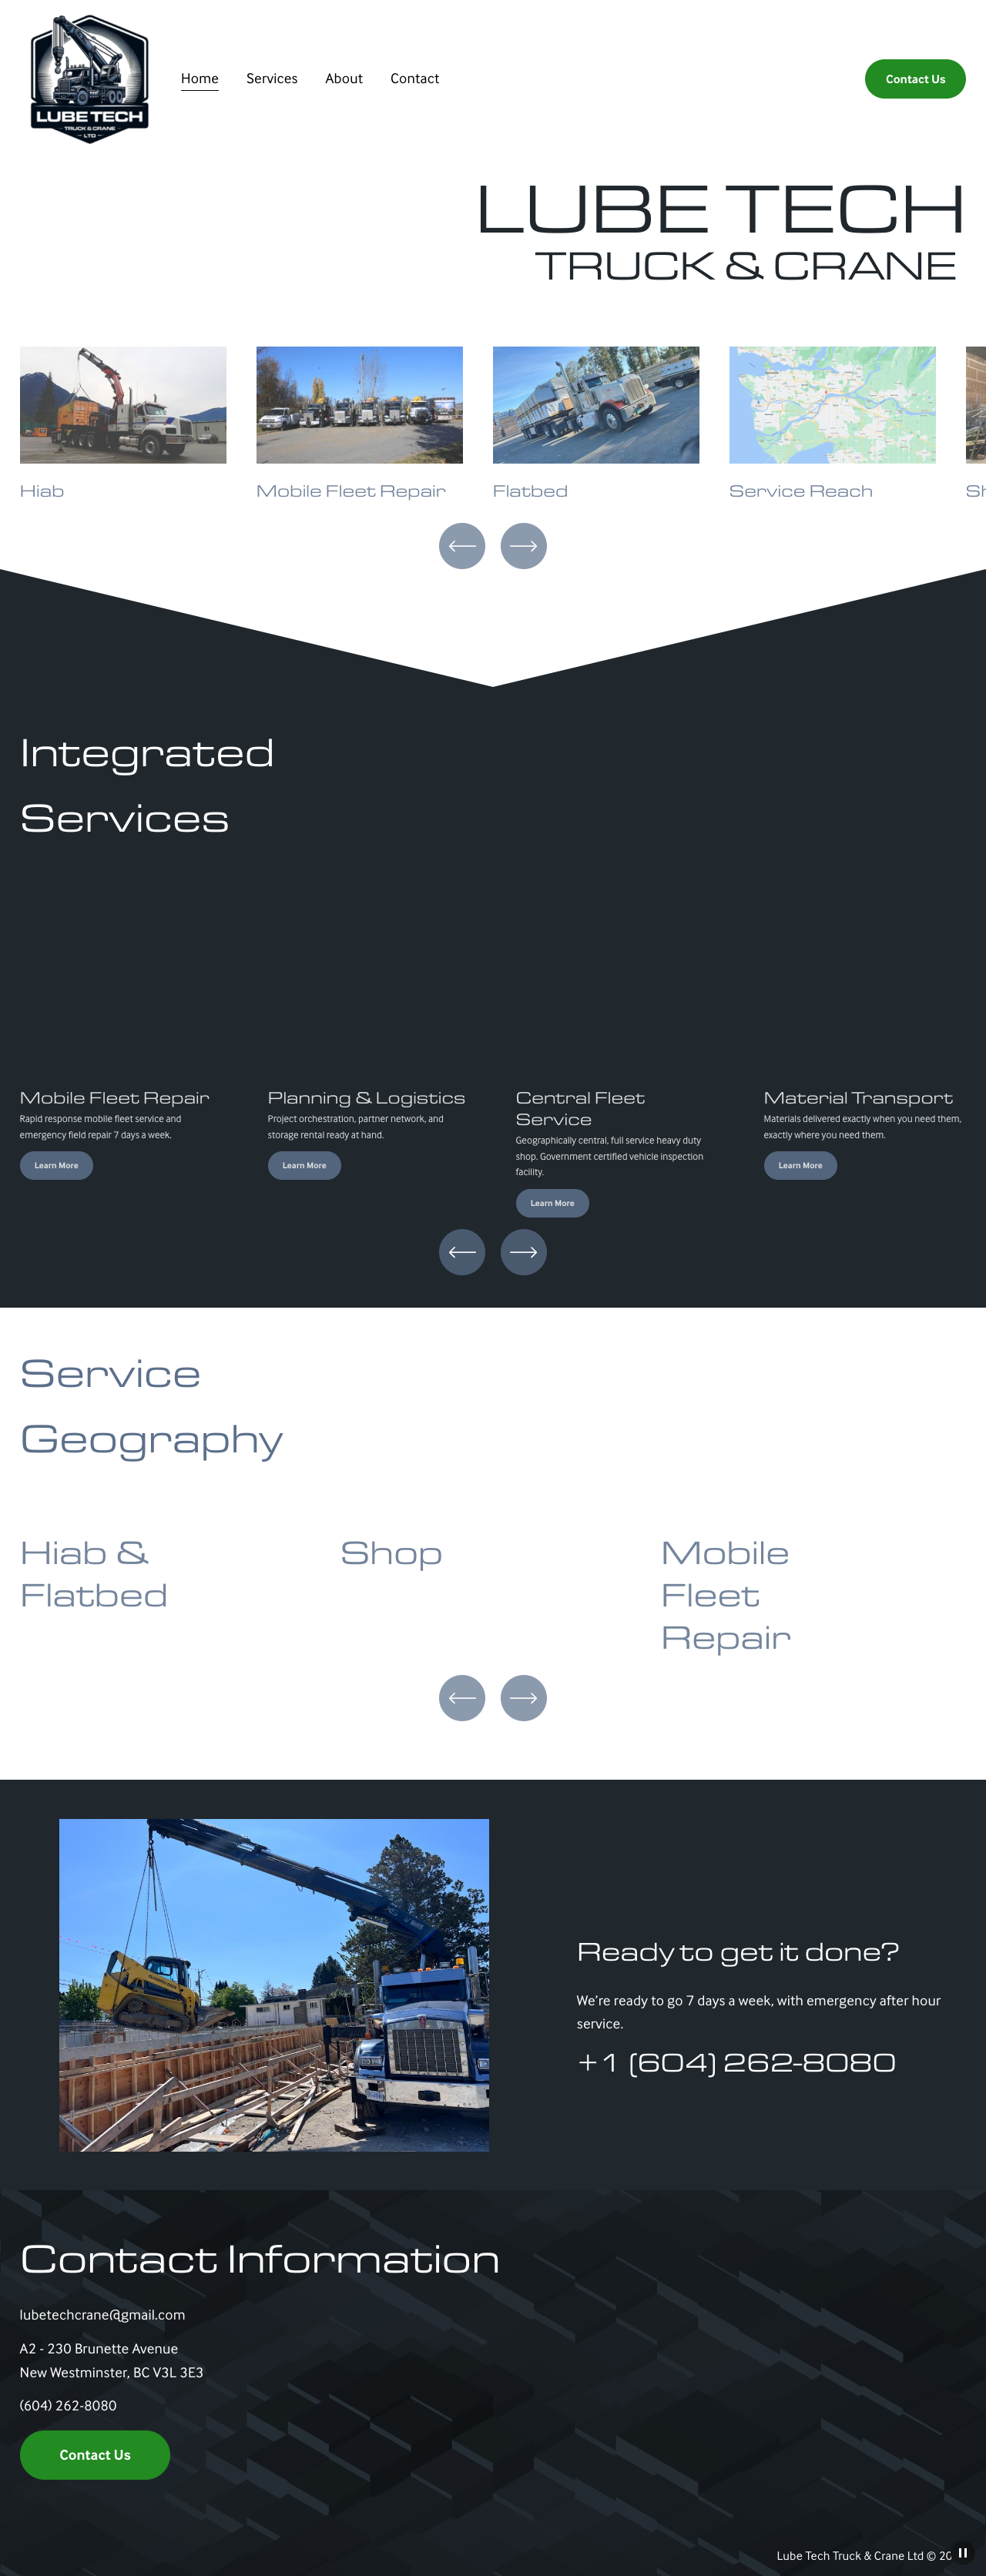 LUBE TECH
TRUCK & CRANE
LTD
Home
Services
About
Contact
Contact Us
LUBE TECH
TRUCK & CRANE
Hiab
Mobile Fleet Repair
Flatbed
Service Reach
Sh
Integrated
Services
Mobile Fleet Repair
Rapid response mobile fleet service and
emergency field repair 7 days a week.
Learn More
Planning & Logistics
Project orchestration, partner network, and
storage rental ready at hand.
Learn More
Central Fleet
Service
Geographically central, full service heavy duty
shop. Government certified vehicle inspection
facility.
Learn More
Material Transport
Materials delivered exactly when you need them,
exactly where you need them.
Learn More
Service
Geography
Hiab &
Flatbed
Shop
Mobile
Fleet
Repair
Ready to get it done?
We're ready to go 7 days a week, with emergency after hour
service.
+1 (604) 262-8080
Contact Information
lubetechcrane@gmail.com
A2 - 230 Brunette Avenue
New Westminster, BC V3L 3E3
(604) 262-8080
Contact Us
Lube Tech Truck & Crane Ltd © 20